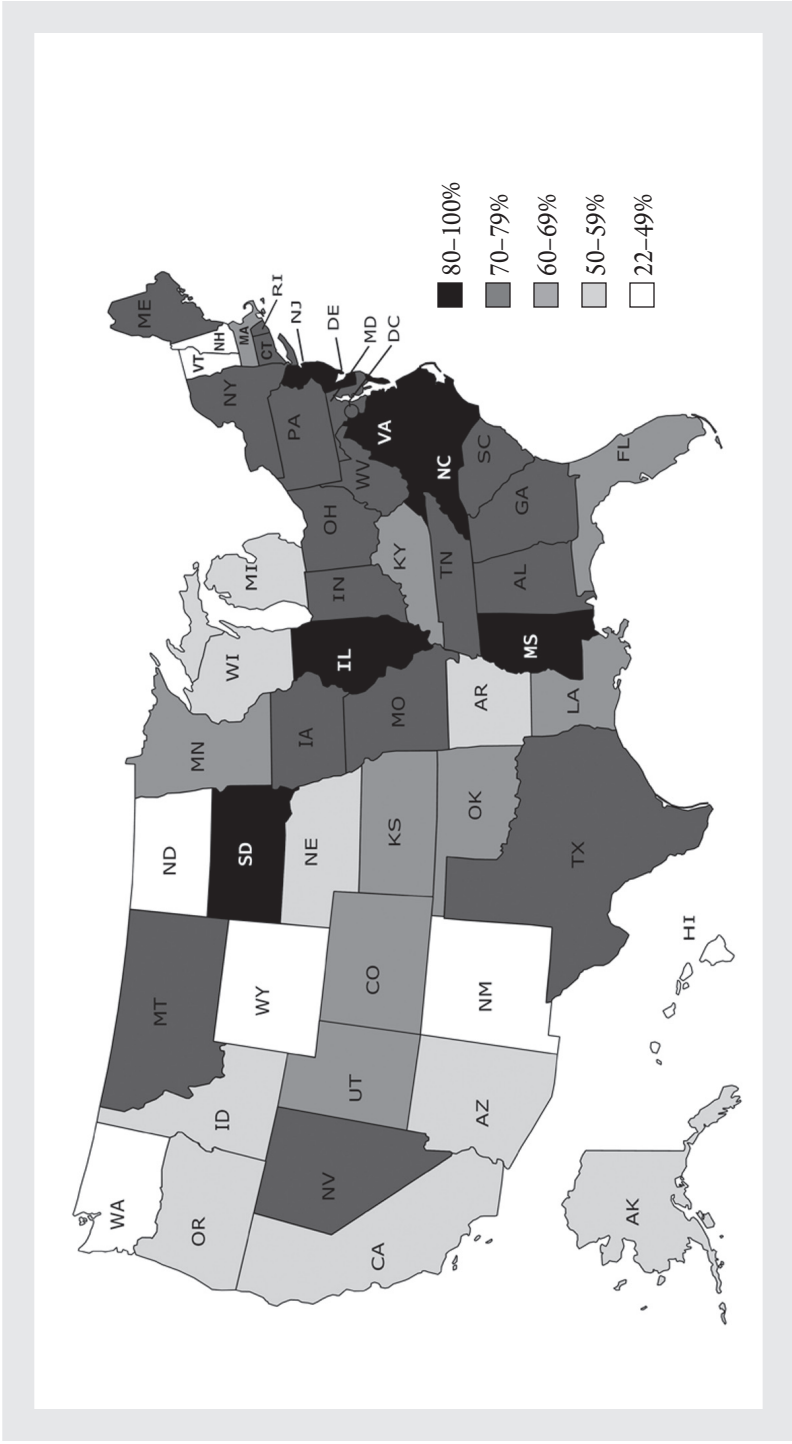 WA
OR
CA
NV
ID
MT
WY
UT
AZ
CO
NM
ND
SD
NE
KS
OK
TX
MN
IA
MO
AR
LA
WI
IL
MS
MI
IN
KY
TN
AL
OH
WV
GA
FL
SC
NC
VA
PA
NY
VT
NH
ME
MA
CT
RI
NJ
DE
MD
DC
AK
HI
80–100%
70–79%
60–69%
50–59%
22–49%